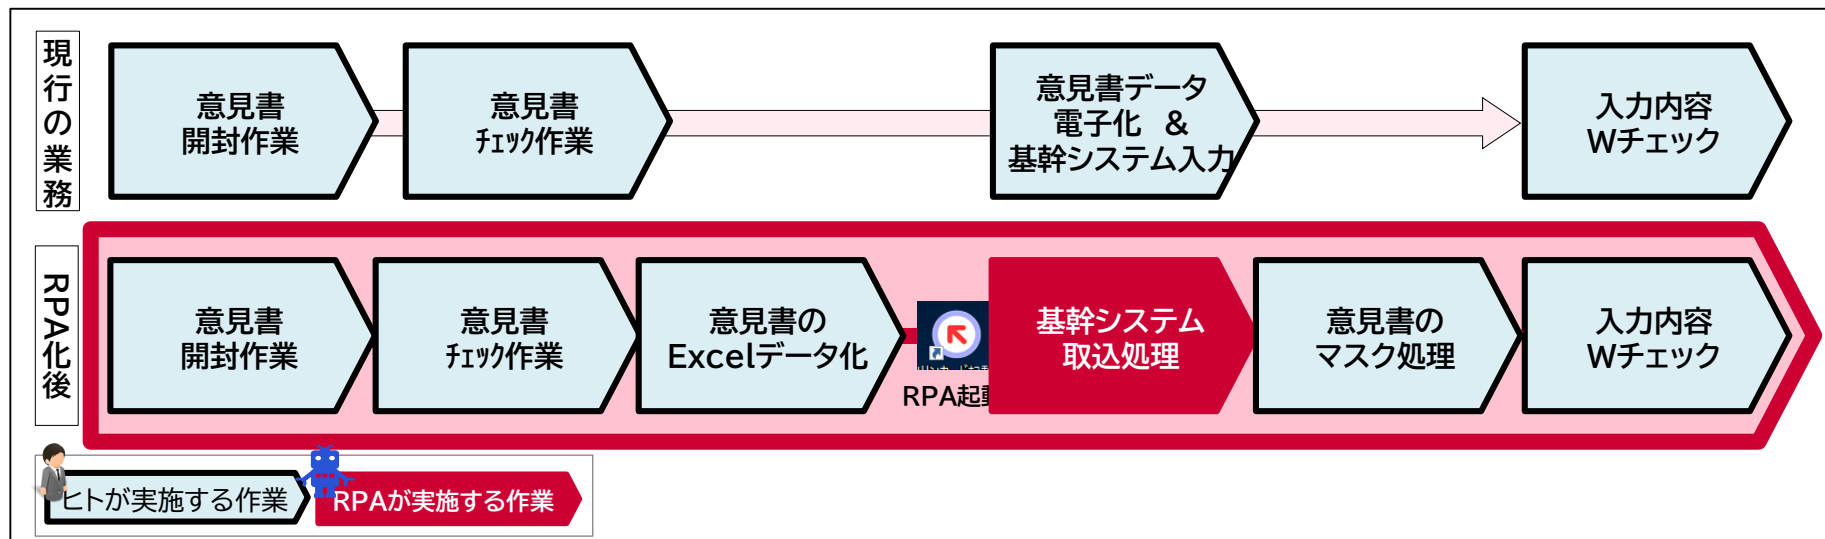 現行の業務
意見書
開封作業
意見書
ﾁｪｯｸ作業
意見書データ
電子化 &
基幹システム入力
入力内容
Wチェック
RPA化後
意見書
開封作業
意見書
ﾁｪｯｸ作業
意見書の
Excelデータ化
RPA起動
基幹システム
取込処理
意見書の
マスク処理
入力内容
Wチェック
ヒトが実施する作業
RPAが実施する作業